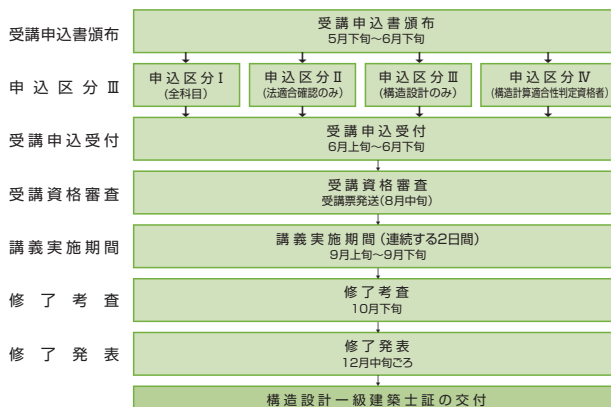 受講申込書頒布
受講申込書頒布
5月下旬~6月下旬
申込区分Ⅲ
申込区分Ⅰ
(全科目)
申込区分Ⅱ
(法適合確認のみ)
申込区分Ⅲ
(構造設計のみ)
申込区分Ⅳ
(構造計算適合性判定資格者)
受講申込受付
受講申込受付
6月上旬~6月下旬
受講資格審査
受講資格審査
受講票発送(8月中旬)
講義実施期間
講義実施期間(連続する2日間)
9月上旬~9月下旬
修了考査
修了考査
10月下旬
修了発表
修了発表
12月中旬ごろ
構造設計一級建築士証の交付